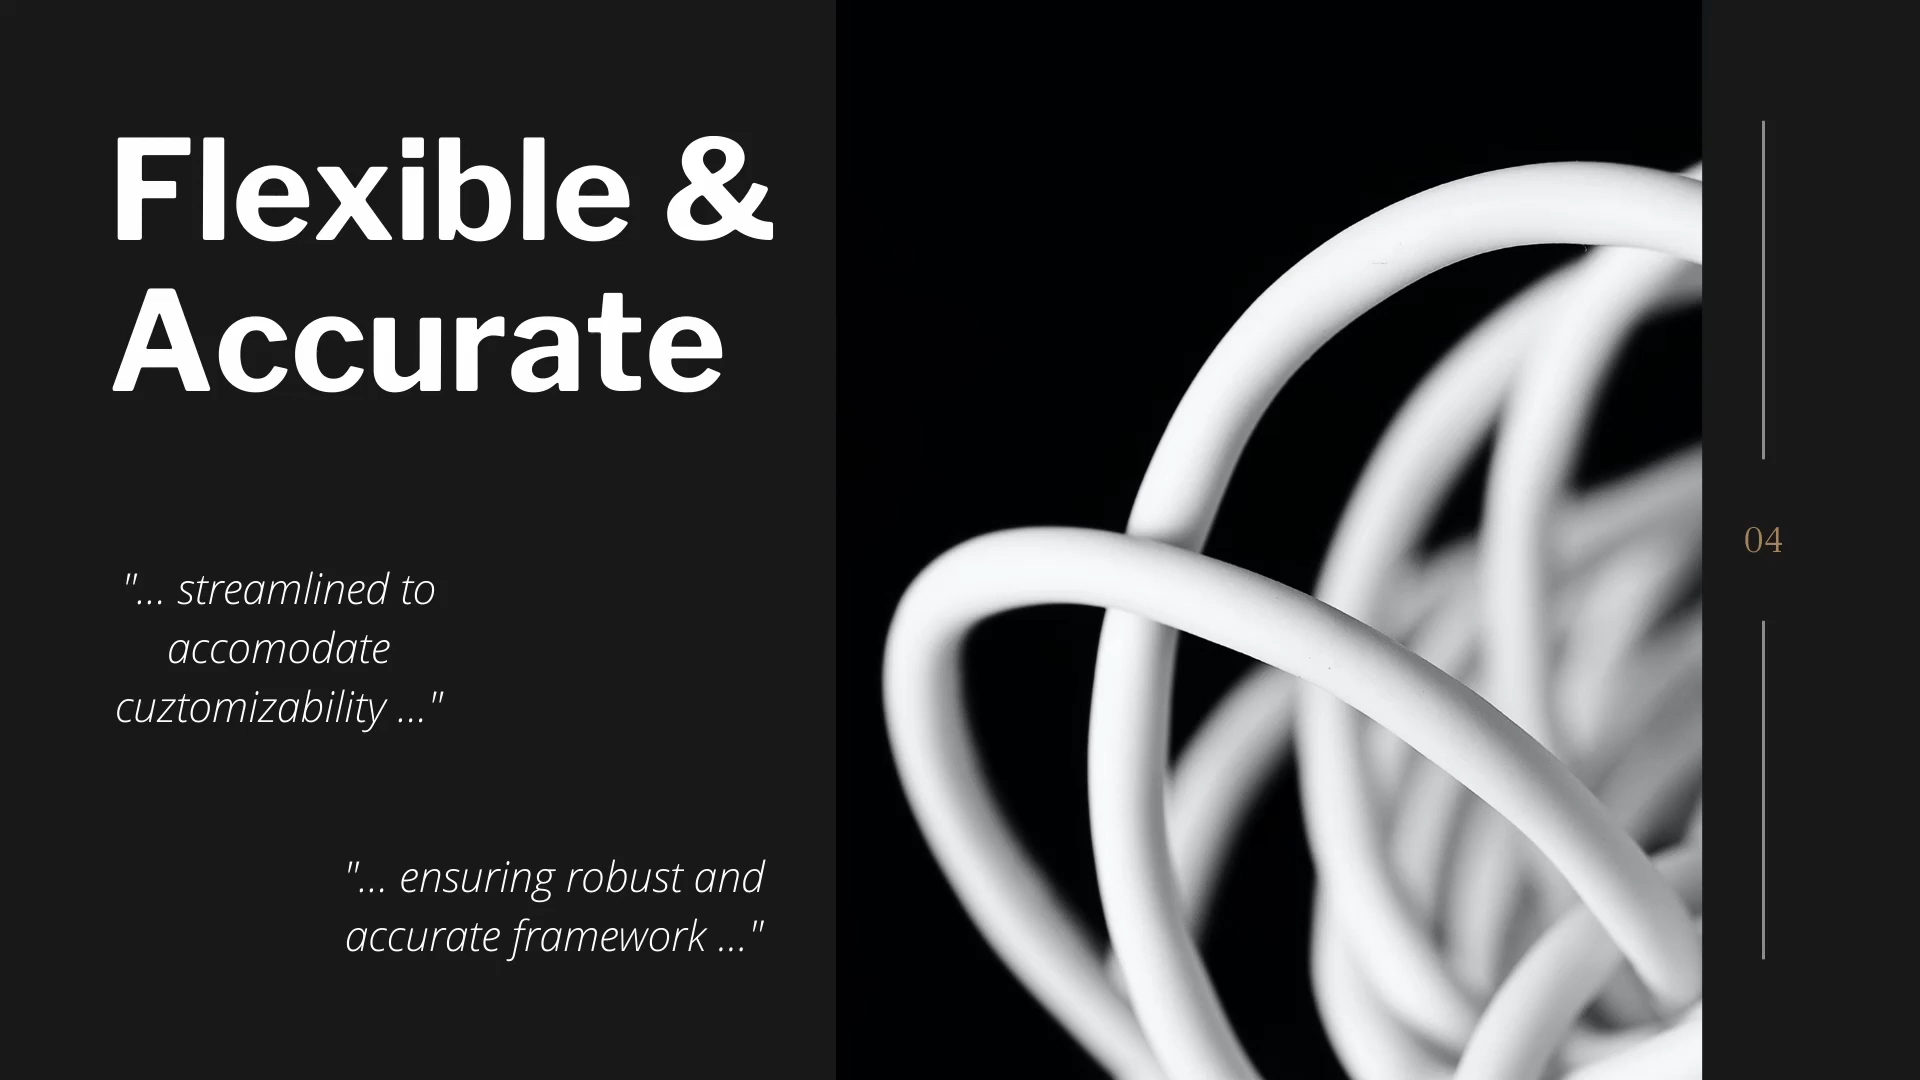 Flexible &
Accurate
"... streamlined to
accomodate
cuztomizability ..."
"... ensuring robust and
accurate framework ..."
04